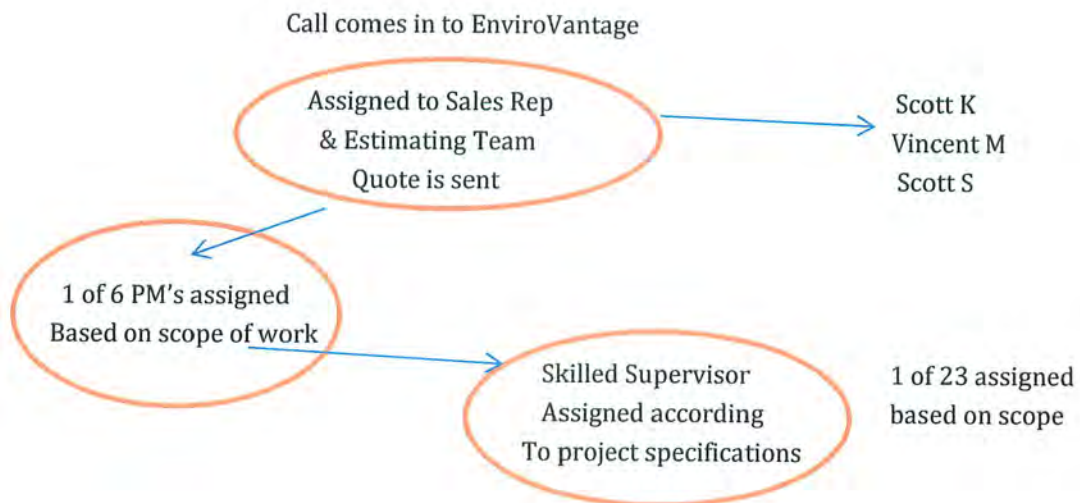 Call comes in to EnviroVantage
Assigned to Sales Rep
& Estimating Team
Quote is sent
Scott K
Vincent M
Scott S
1 of 6 PM's assigned
Based on scope of work
Skilled Supervisor
Assigned according
To project specifications
1 of 23 assigned
based on scope